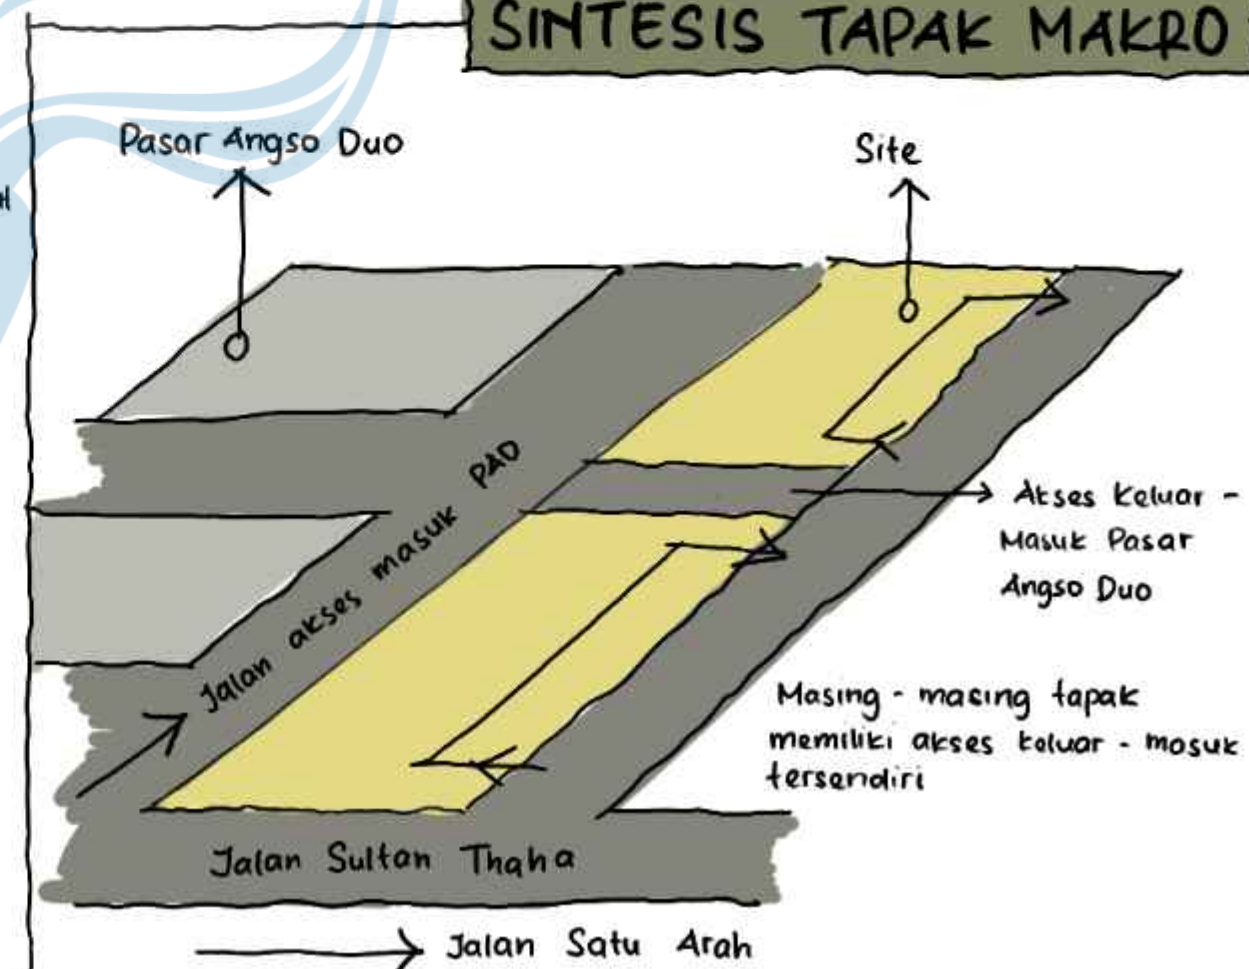 SINTESIS TAPAK MAKRO
Pasar Angso Duo
Site
Jalan akses masuk PAD
Akses Keluar -
Masuk Pasar
Angso Duo
Masing - masing tapak
memiliki akses keluar - masuk
tersendiri
Jalan Sultan Thaha
Jalan Satu Arah